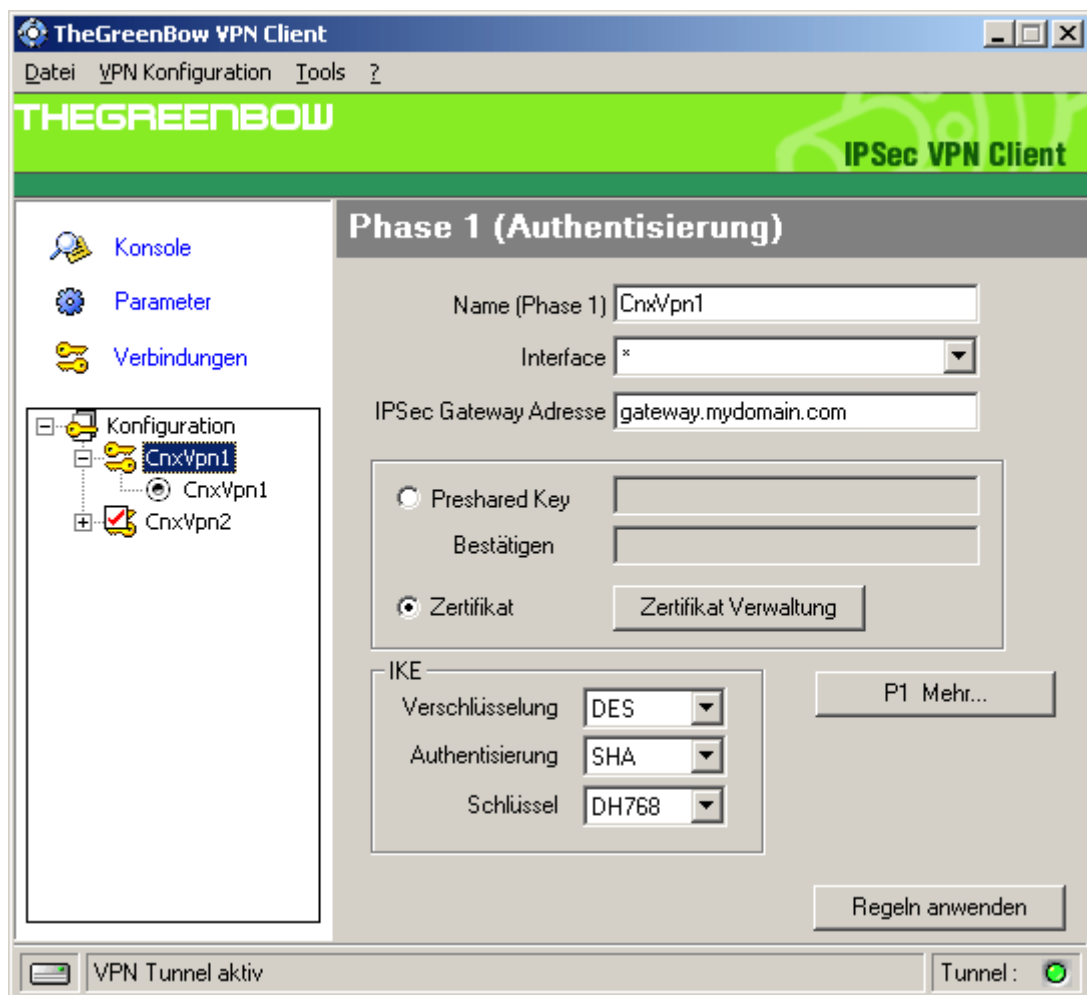 TheGreenBow VPN Client
Datei VPN Konfiguration Tools ?
THEGREENBOW
IPSec VPN Client
Konsole
Parameter
Verbindungen
Konfiguration
CnxVpn1
CnxVpn1
CnxVpn2
Phase 1 (Authentisierung)
Name (Phase 1) CnxVpn1
Interface *
IPSec Gateway Adresse gateway.mydomain.com
Preshared Key
Bestätigen
Zertifikat Zertifikat Verwaltung
IKE
Verschlüsselung DES
Authentisierung SHA
Schlüssel DH768
P1 Mehr...
Regeln anwenden
VPN Tunnel aktiv Tunnel :